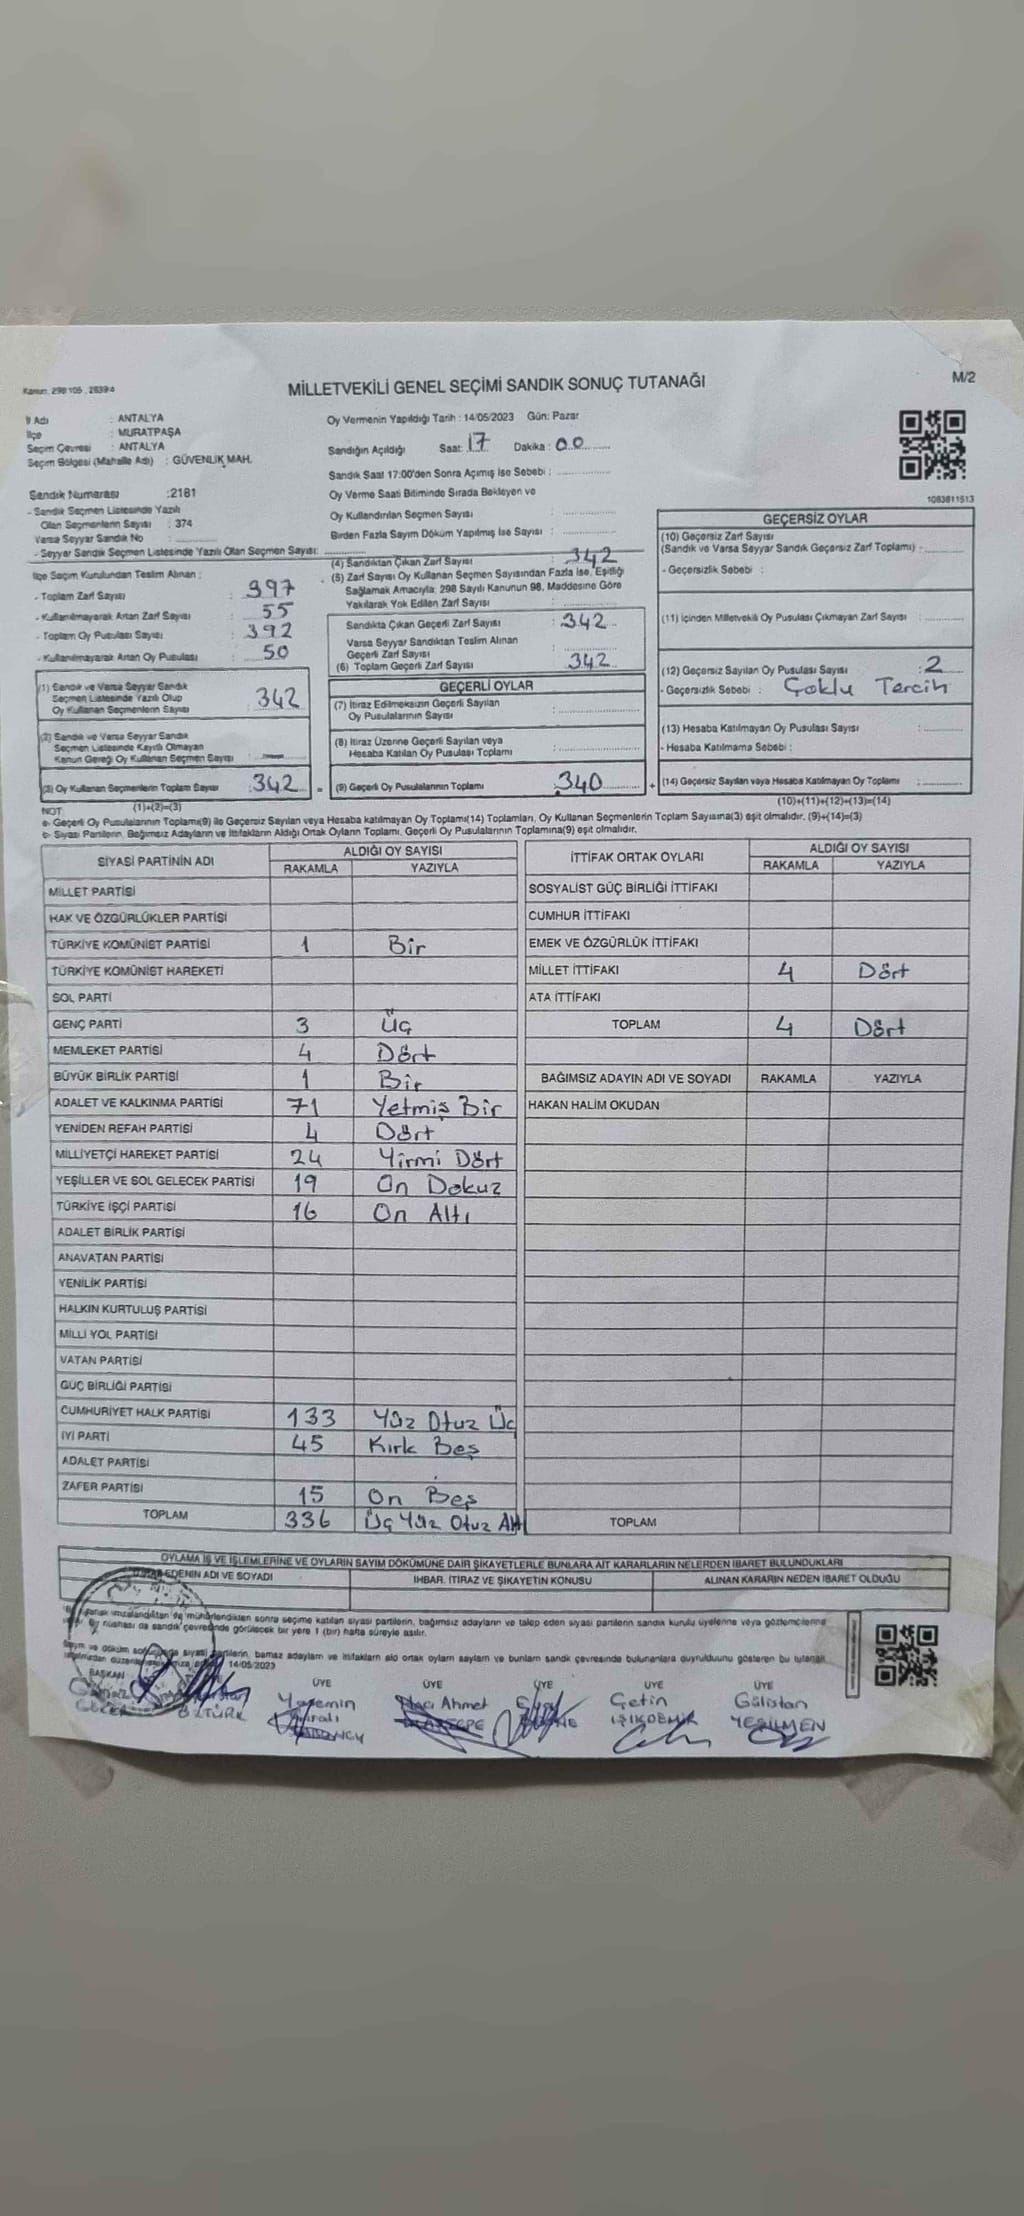 Kanun: 298 105 , 2839/4
MİLLETVEKİLİ GENEL SEÇİMİ SANDIK SONUÇ TUTANAĞI
M/2
İl Adı : ANTALYA
İlçe : MURATPAŞA
Seçim Çevresi : ANTALYA
Seçim Bölgesi (Mahalle Adı) : GÜVENLİK MAH.
Sandık Numarası :2181
- Sandık Seçmen Listesinde Yazılı
Olan Seçmenlerin Sayısı : 374
Varsa Seyyar Sandık No :
- Seyyar Sandık Seçmen Listesinde Yazılı Olan Seçmen Sayısı:
Oy Vermenin Yapıldığı Tarih : 14/05/2023 Gün: Pazar
Sandığın Açıldığı Saat: 17 Dakika : 00
Sandık Saat 17:00'den Sonra Açımış İse Sebebi :
Oy Verme Saati Bitiminde Sırada Bekleyen ve
Oy Kullandırılan Seçmen Sayısı :
Birden Fazla Sayım Döküm Yapılmış İse Sayısı :
1083811513
İlçe Seçim Kurulundan Teslim Alınan :
- Toplam Zarf Sayısı : 397
- Kullanılmayarak Artan Zarf Sayısı : 55
- Toplam Oy Pusulası Sayısı : 392
- Kullanılmayarak Artan Oy Pusulası : 50
(1) Sandık ve Varsa Seyyar Sandık
Seçmen Listesinde Yazılı Olup
Oy Kullanan Seçmenlerin Sayısı : 342
(2) Sandık ve Varsa Seyyar Sandık
Seçmen Listesinde Kayıtlı Olmayan
Kanun Gereği Oy Kullanan Seçmen Sayısı :
(3) Oy Kullanan Seçmenlerin Toplam Sayısı :342
(1)+(2)=(3)
(4) Sandıktan Çıkan Zarf Sayısı : 342
(5) Zarf Sayısı Oy Kullanan Seçmen Sayısından Fazla İse, Eşitliği
Sağlamak Amacıyla, 298 Sayılı Kanunun 98. Maddesine Göre
Yakılarak Yok Edilen Zarf Sayısı :
Sandıkta Çıkan Geçerli Zarf Sayısı : 342
Varsa Seyyar Sandıktan Teslim Alınan
Geçerli Zarf Sayısı :
(6) Toplam Geçerli Zarf Sayısı : 342
GEÇERLİ OYLAR
(7) İtiraz Edilmeksizin Geçerli Sayılan
Oy Pusulalarının Sayısı :
(8) İtiraz Üzerine Geçerli Sayılan veya
Hesaba Katılan Oy Pusulası Toplamı :
= (9) Geçerli Oy Pusulalarının Toplamı : 340
GEÇERSİZ OYLAR
(10) Geçersiz Zarf Sayısı
(Sandık ve Varsa Seyyar Sandık Geçersiz Zarf Toplamı) :
- Geçersizlik Sebebi :
(11) İçinden Milletvekili Oy Pusulası Çıkmayan Zarf Sayısı :
(12) Geçersiz Sayılan Oy Pusulası Sayısı : 2
- Geçersizlik Sebebi : Çoklu Tercih
(13) Hesaba Katılmayan Oy Pusulası Sayısı :
- Hesaba Katılmama Sebebi :
+ (14) Geçersiz Sayılan veya Hesaba Katılmayan Oy Toplamı :
(10)+(11)+(12)+(13)=(14)
NOT
a- Geçerli Oy Pusulalarının Toplamı(9) ile Geçersiz Sayılan veya Hesaba katılmayan Oy Toplamı(14) Toplamları, Oy Kullanan Seçmenlerin Toplam Sayısına(3) eşit olmalıdır. (9)+(14)=(3)
b- Siyasi Partilerin, Bağımsız Adayların ve İttifakların Aldığı Ortak Oyların Toplamı, Geçerli Oy Pusulalarının Toplamına(9) eşit olmalıdır.
SİYASİ PARTİNİN ADI ALDIĞI OY SAYISI
RAKAMLA YAZIYLA
MİLLET PARTİSİ
HAK VE ÖZGÜRLÜKLER PARTİSİ
TÜRKİYE KOMÜNİST PARTİSİ 1 Bir
TÜRKİYE KOMÜNİST HAREKETİ
SOL PARTİ
GENÇ PARTİ 3 Üç
MEMLEKET PARTİSİ 4 Dört
BÜYÜK BİRLİK PARTİSİ 1 Bir
ADALET VE KALKINMA PARTİSİ 71 Yetmiş Bir
YENİDEN REFAH PARTİSİ 4 Dört
MİLLİYETÇİ HAREKET PARTİSİ 24 Yirmi Dört
YEŞİLLER VE SOL GELECEK PARTİSİ 19 On Dokuz
TÜRKİYE İŞÇİ PARTİSİ 16 On Altı
ADALET BİRLİK PARTİSİ
ANAVATAN PARTİSİ
YENİLİK PARTİSİ
HALKIN KURTULUŞ PARTİSİ
MİLLİ YOL PARTİSİ
VATAN PARTİSİ
GÜÇ BİRLİĞİ PARTİSİ
CUMHURİYET HALK PARTİSİ 133 Yüz Otuz Üç
İYİ PARTİ 45 Kırk Beş
ADALET PARTİSİ
ZAFER PARTİSİ 15 On Beş
TOPLAM 336 Üç Yüz Otuz Altı
İTTİFAK ORTAK OYLARI ALDIĞI OY SAYISI
RAKAMLA YAZIYLA
SOSYALİST GÜÇ BİRLİĞİ İTTİFAKI
CUMHUR İTTİFAKI
EMEK VE ÖZGÜRLÜK İTTİFAKI
MİLLET İTTİFAKI 4 Dört
ATA İTTİFAKI
TOPLAM 4 Dört
BAĞIMSIZ ADAYIN ADI VE SOYADI RAKAMLA YAZIYLA
HAKAN HALİM OKUDAN
TOPLAM
OYLAMA İŞ VE İŞLEMLERİNE VE OYLARIN SAYIM DÖKÜMÜNE DAİR ŞİKAYETLERLE BUNLARA AİT KARARLARIN NELERDEN İBARET BULUNDUKLARI
EDENİN ADI VE SOYADI İHBAR, İTİRAZ VE ŞİKAYETİN KONUSU ALINAN KARARIN NEDEN İBARET OLDUĞU
imzalandıktan ve mühürlendikten sonra seçime katılan siyasi partilerin, bağımsız adayların ve talep eden siyasi partilerin sandık kurulu üyelerine veya gözlemcilerine
nüshası da sandık çevresinde görülecek bir yere 1 (bir) hafta süreyle asılır.
Sayım ve döküm siyasi partilerin, adayların ve ittifakların ortak oyların sayıların ve bunların sandık çevresinde bulunanlara duyrulduunu gösteren bu tutanak
14/05/2023
BAŞKAN ÜYE ÜYE ÜYE ÜYE ÜYE
ÖZTÜRK Yasemin Hacı Ahmet Çetin Gülistan
IŞIKDEMİR YEŞİLMEN